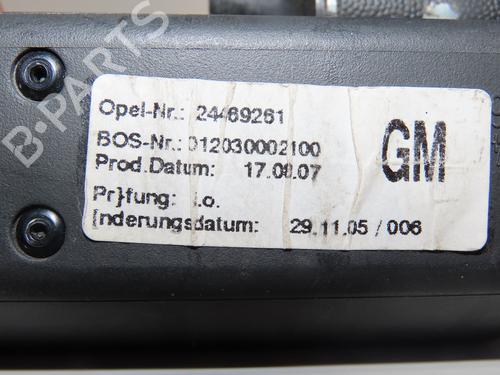 Opel-Nr.: 24469261
BOS-Nr.: 012030002100
Prod.Datum: 17.08.07
Pr}fung: i.o.
nderungsdatum: 29.11.05 / 006
GM
B-PARTS